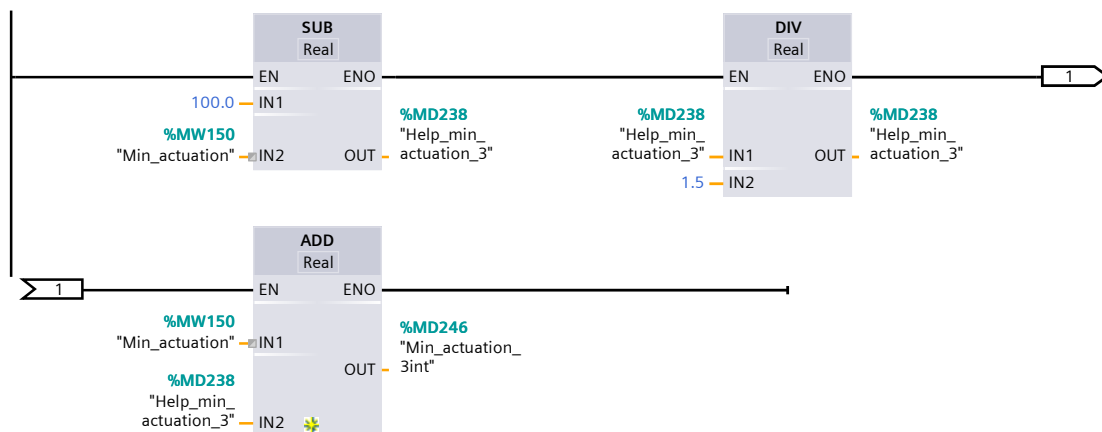 SUB
Real
EN ENO
100.0 IN1
%MW150
"Min_actuation" IN2
%MD238
"Help_min_
actuation_3"
OUT
DIV
Real
EN ENO
1
%MD238
"Help_min_
actuation_3" IN1
1.5 IN2
%MD238
"Help_min_
actuation_3"
OUT
1
ADD
Real
EN ENO
%MW150
"Min_actuation" IN1
%MD246
"Min_actuation_
3int"
OUT
%MD238
"Help_min_
actuation_3" IN2